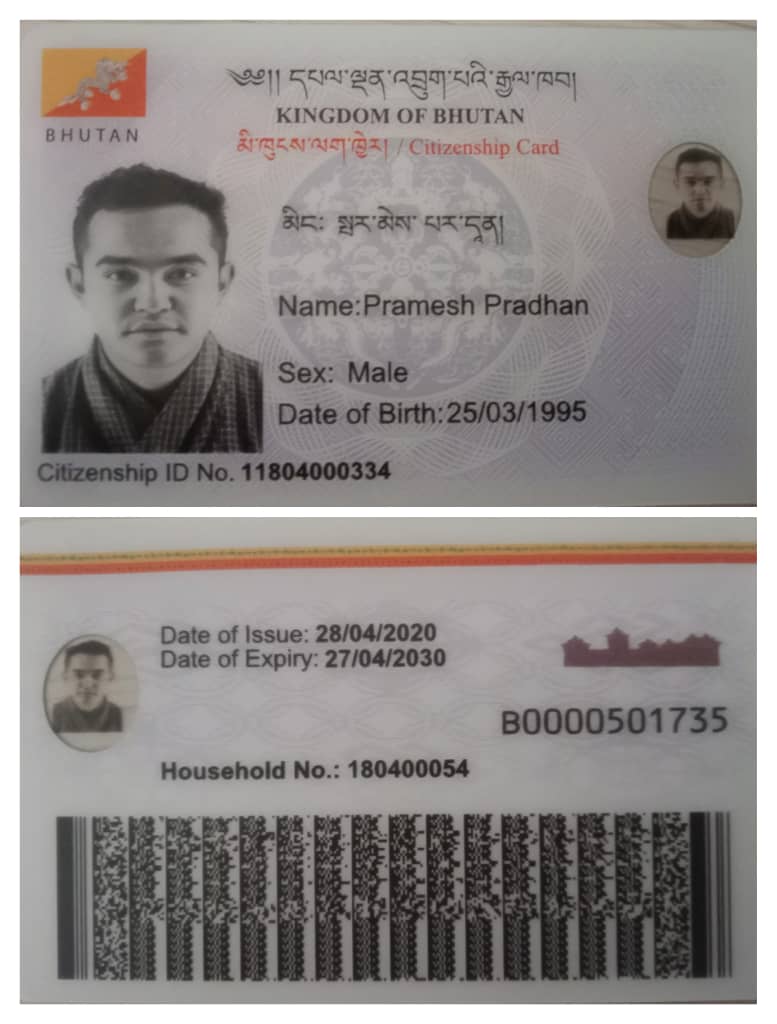 ༄༅།། དཔལ་ལྡན་འབྲུག་པའི་རྒྱལ་ཁབ།
BHUTAN
KINGDOM OF BHUTAN
མི་ཁུངས་ལག་ཁྱེར། / Citizenship Card
མིང: སྤར་མེས་ པར་དཱན།
Name:Pramesh Pradhan
Sex: Male
Date of Birth:25/03/1995
Citizenship ID No. 11804000334
Date of Issue: 28/04/2020
Date of Expiry: 27/04/2030
B0000501735
Household No.: 180400054